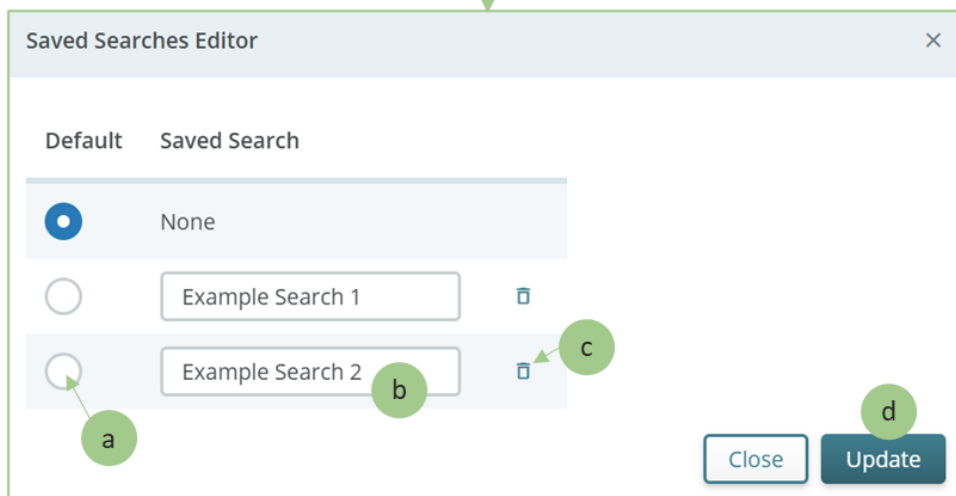 Saved Searches Editor ×
Default Saved Search
None
Example Search 1
c
Example Search 2
b
a
d
Close Update